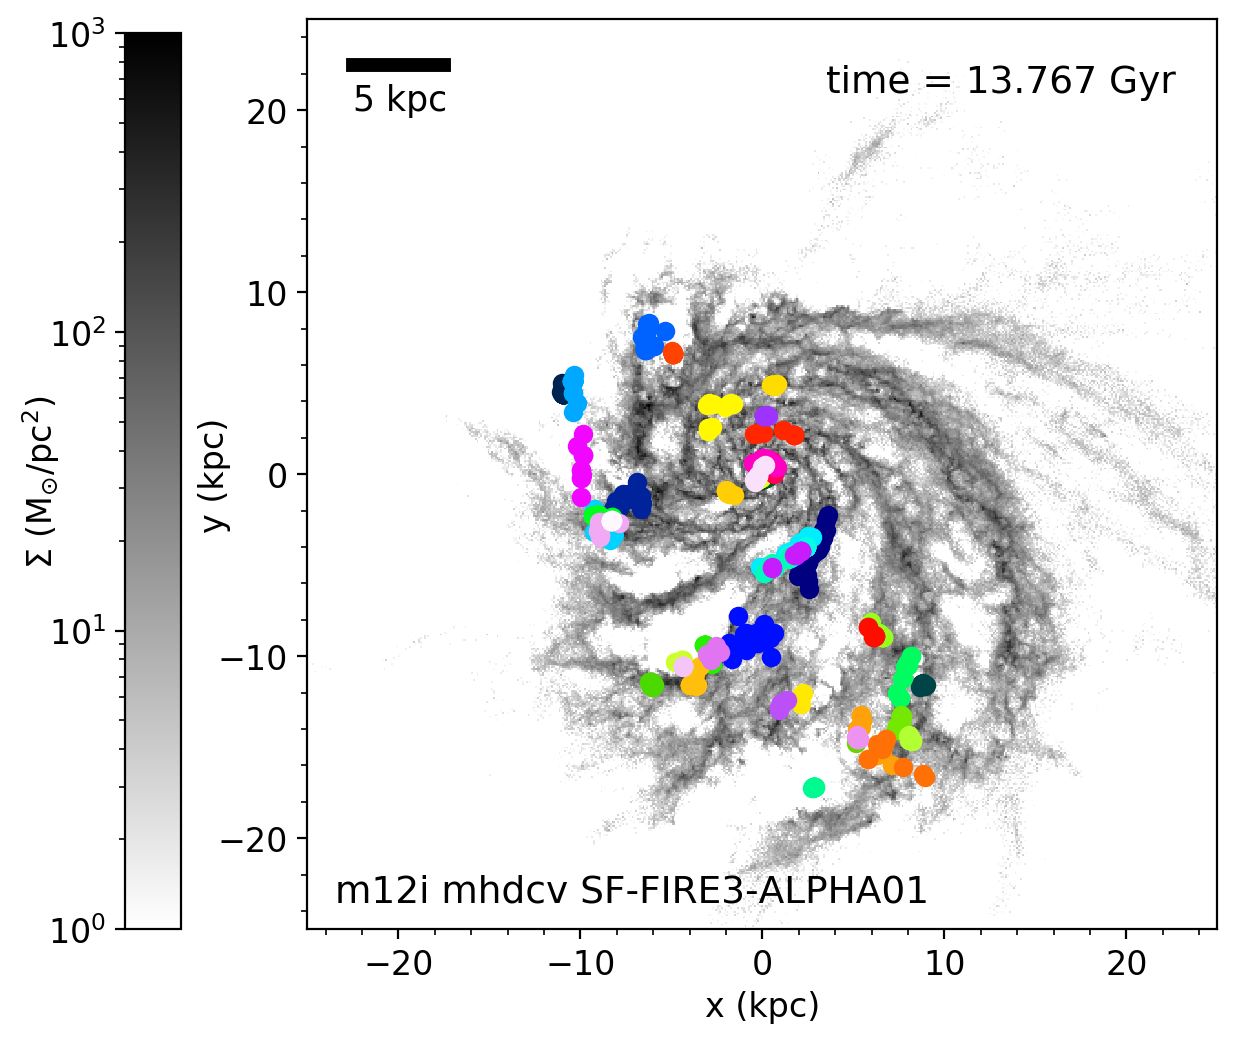 10³
10²
10¹
10⁰
Σ (M⊙/pc²)
20
10
0
−10
−20
y (kpc)
5 kpc
time = 13.767 Gyr
m12i mhdcv SF-FIRE3-ALPHA01
−20 −10 0 10 20
x (kpc)